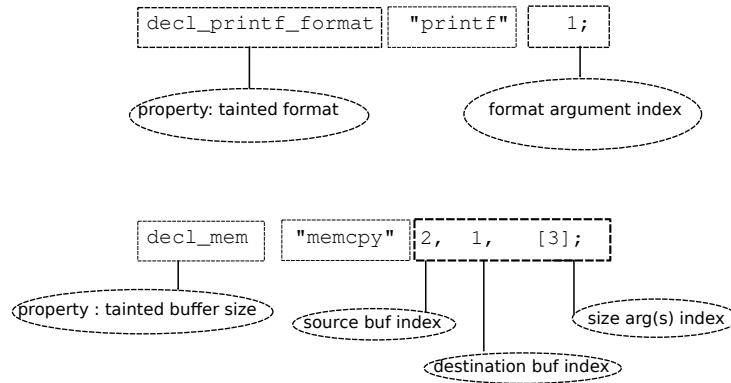 decl_printf_format "printf" 1;
property: tainted format
format argument index
decl_mem "memcpy" 2, 1, [3];
property : tainted buffer size
source buf index
size arg(s) index
destination buf index